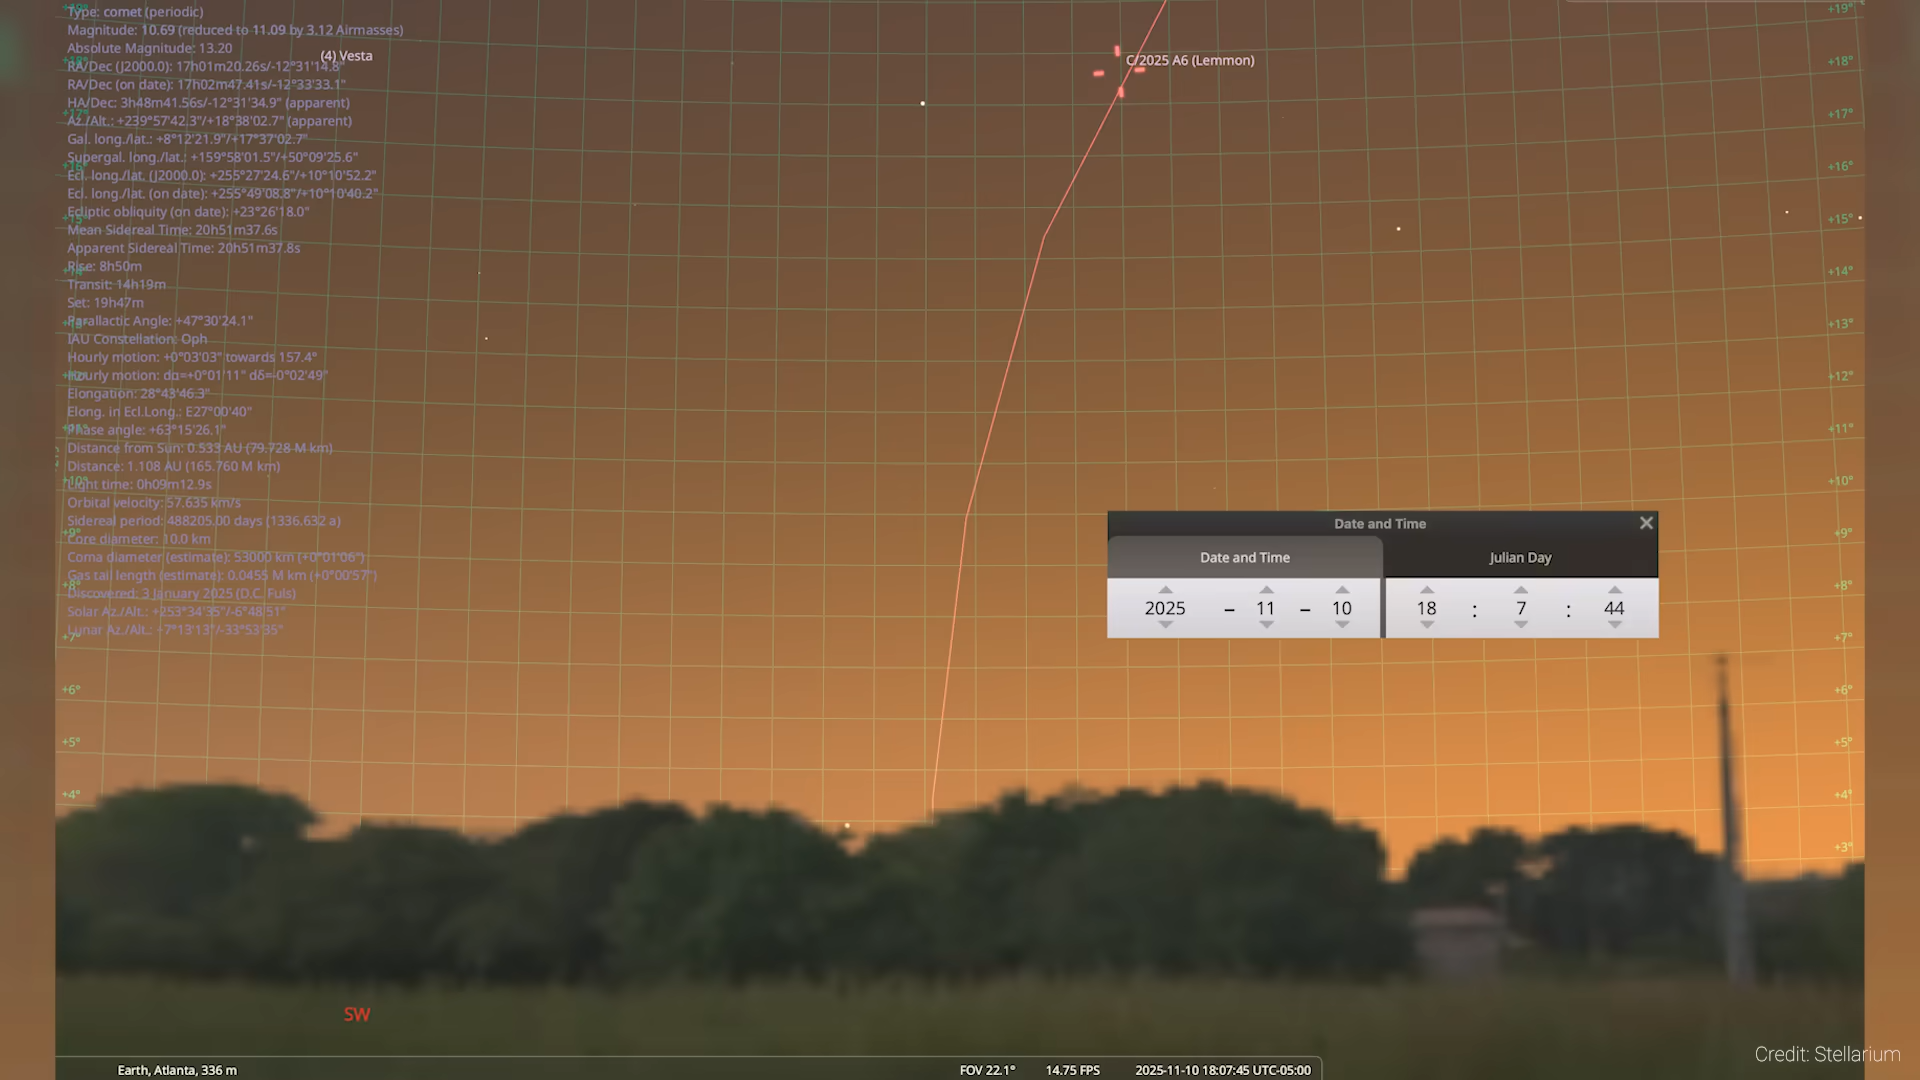 Type: comet (periodic)
Magnitude: 10.69 (reduced to 11.09 by 3.12 Airmasses)
Absolute Magnitude: 13.20
RA/Dec (J2000.0): 17h01m20.26s/-12°31'14.8"
RA/Dec (on date): 17h02m47.41s/-12°33'33.1"
HA/Dec: 3h48m41.56s/-12°31'34.9" (apparent)
Az./Alt.: +239°57'42.3"/+18°38'02.7" (apparent)
Gal. long./lat.: +8°12'21.9"/+17°37'02.7"
Supergal. long./lat.: +159°58'01.5"/+50°09'25.6"
Ecl. long./lat. (J2000.0): +255°27'24.6"/+10°10'52.2"
Ecl. long./lat. (on date): +255°49'08.8"/+10°10'40.2"
Ecliptic obliquity (on date): +23°26'18.0"
Mean Sidereal Time: 20h51m37.6s
Apparent Sidereal Time: 20h51m37.8s
Rise: 8h50m
Transit: 14h19m
Set: 19h47m
Parallactic Angle: +47°30'24.1"
IAU Constellation: Oph
Hourly motion: +0°03'03" towards 157.4°
Hourly motion: dα=+0°01'11" dδ=-0°02'49"
Elongation: 28°43'46.3"
Elong. in Ecl.Long.: E27°00'40"
Phase angle: +63°15'26.1"
Distance from Sun: 0.533 AU (79.728 M km)
Distance: 1.108 AU (165.760 M km)
Light time: 0h09m12.9s
Orbital velocity: 57.635 km/s
Sidereal period: 488205.00 days (1336.632 a)
Core diameter: 10.0 km
Coma diameter (estimate): 53000 km (+0°01'06")
Gas tail length (estimate): 0.0455 M km (+0°00'57")
Discovered: 3 January 2025 (D.C. Fuls)
Solar Az./Alt.: +253°34'35"/-6°48'51"
Lunar Az./Alt.: +7°13'13"/-33°53'35"
+6°
+5°
+4°
(4) Vesta
C/2025 A6 (Lemmon)
+19°
+18°
+17°
+16°
+15°
+14°
+13°
+12°
+11°
+10°
+9°
+8°
+7°
+6°
+5°
+4°
+3°
Date and Time
Date and Time Julian Day
2025 – 11 – 10 18 : 7 : 44
SW
Earth, Atlanta, 336 m FOV 22.1° 14.75 FPS 2025-11-10 18:07:45 UTC-05:00
Credit: Stellarium